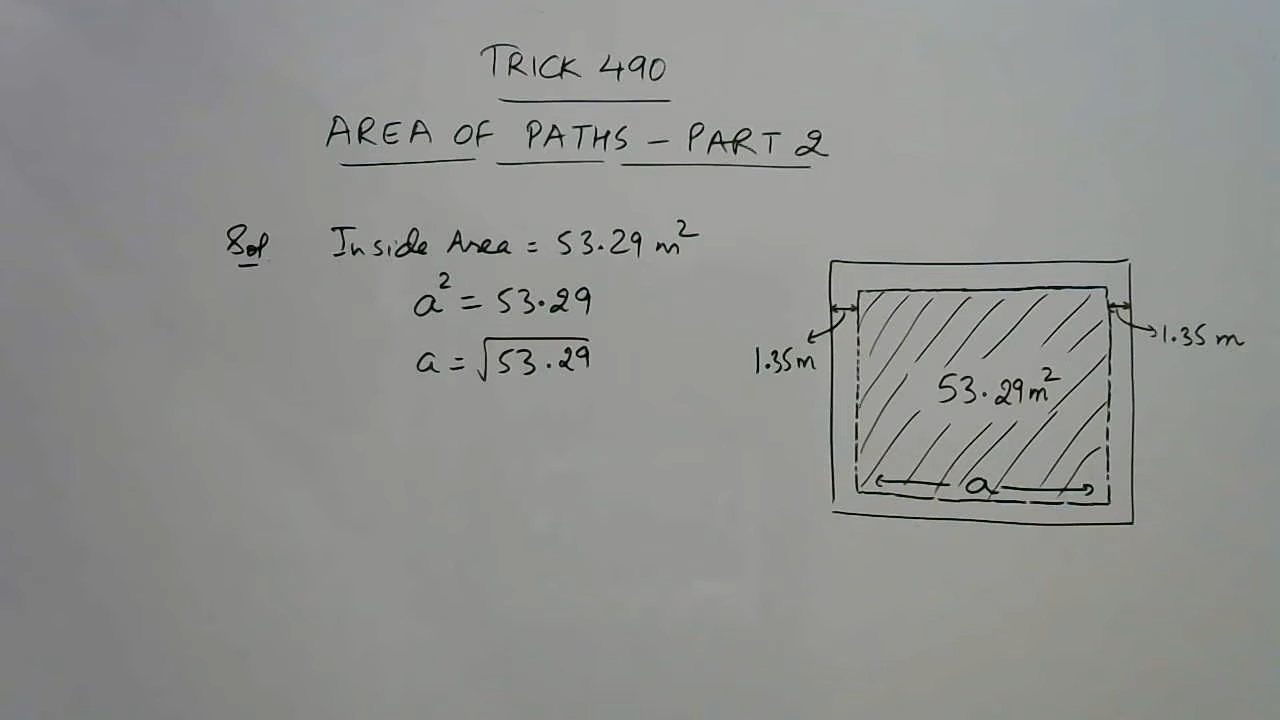 TRICK 490
AREA OF PATHS - PART 2
Sol Inside Area = 53.29 m²
a² = 53.29
a = √53.29
1.35m
1.35m
53.29m²
a